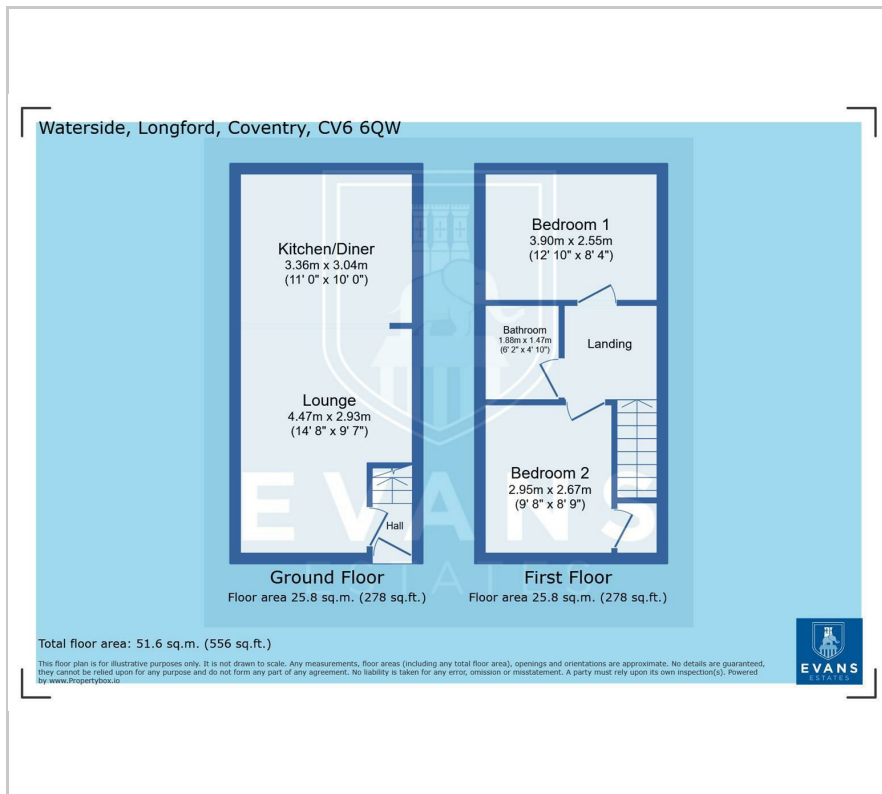 Waterside, Longford, Coventry, CV6 6QW
Kitchen/Diner
3.36m x 3.04m
(11' 0" x 10' 0")
Lounge
4.47m x 2.93m
(14' 8" x 9' 7")
Hall
Ground Floor
Floor area 25.8 sq.m. (278 sq.ft.)
Bedroom 1
3.90m x 2.55m
(12' 10" x 8' 4")
Bathroom
1.88m x 1.47m
(6' 2" x 4' 10")
Landing
Bedroom 2
2.95m x 2.67m
(9' 8" x 8' 9")
First Floor
Floor area 25.8 sq.m. (278 sq.ft.)
EVANS
ESTATES
Total floor area: 51.6 sq.m. (556 sq.ft.)
This floor plan is for illustrative purposes only. It is not drawn to scale. Any measurements, floor areas (including any total floor area), openings and orientations are approximate. No details are guaranteed,
they cannot be relied upon for any purpose and do not form any part of any agreement. No liability is taken for any error, omission or misstatement. A party must rely upon its own inspection(s). Powered
by www.Propertybox.io
EVANS
ESTATES